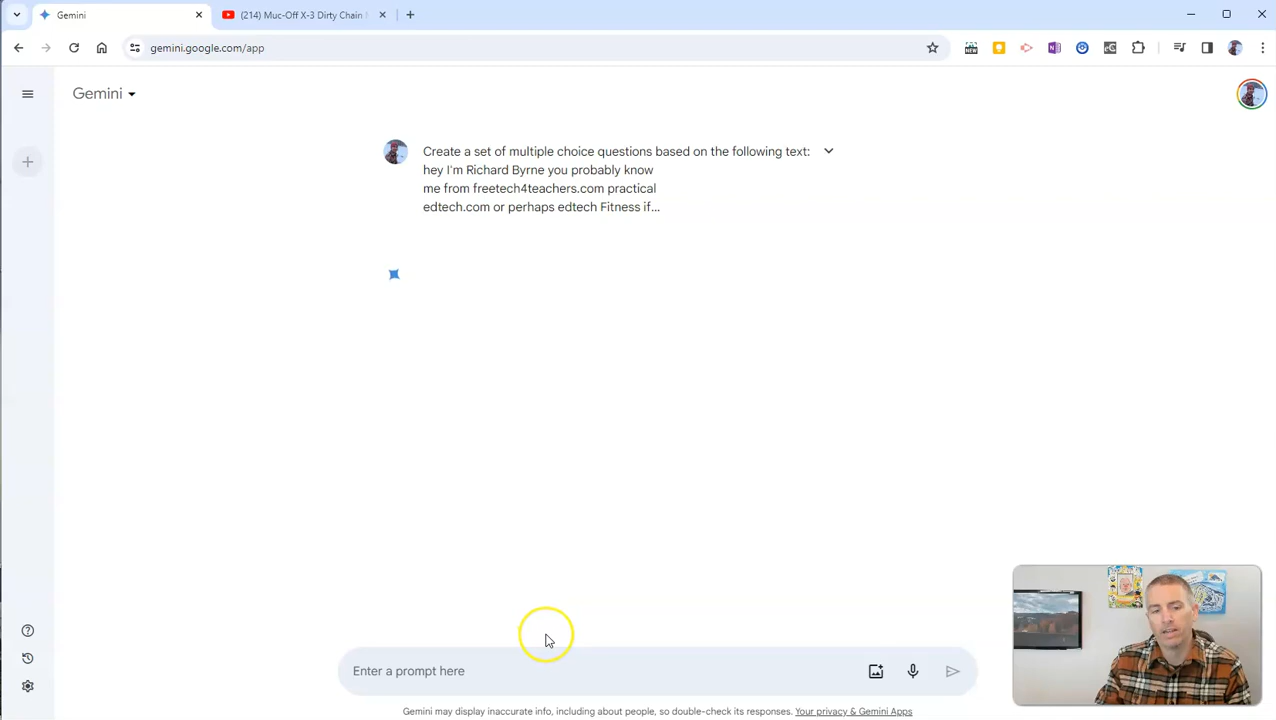 Gemini
(214) Muc-Off X-3 Dirty Chain
gemini.google.com/app
NEW
Gemini
Create a set of multiple choice questions based on the following text:
hey I'm Richard Byrne you probably know
me from freetech4teachers.com practical
edtech.com or perhaps edtech Fitness if...
Enter a prompt here
Gemini may display inaccurate info, including about people, so double-check its responses. Your privacy & Gemini Apps